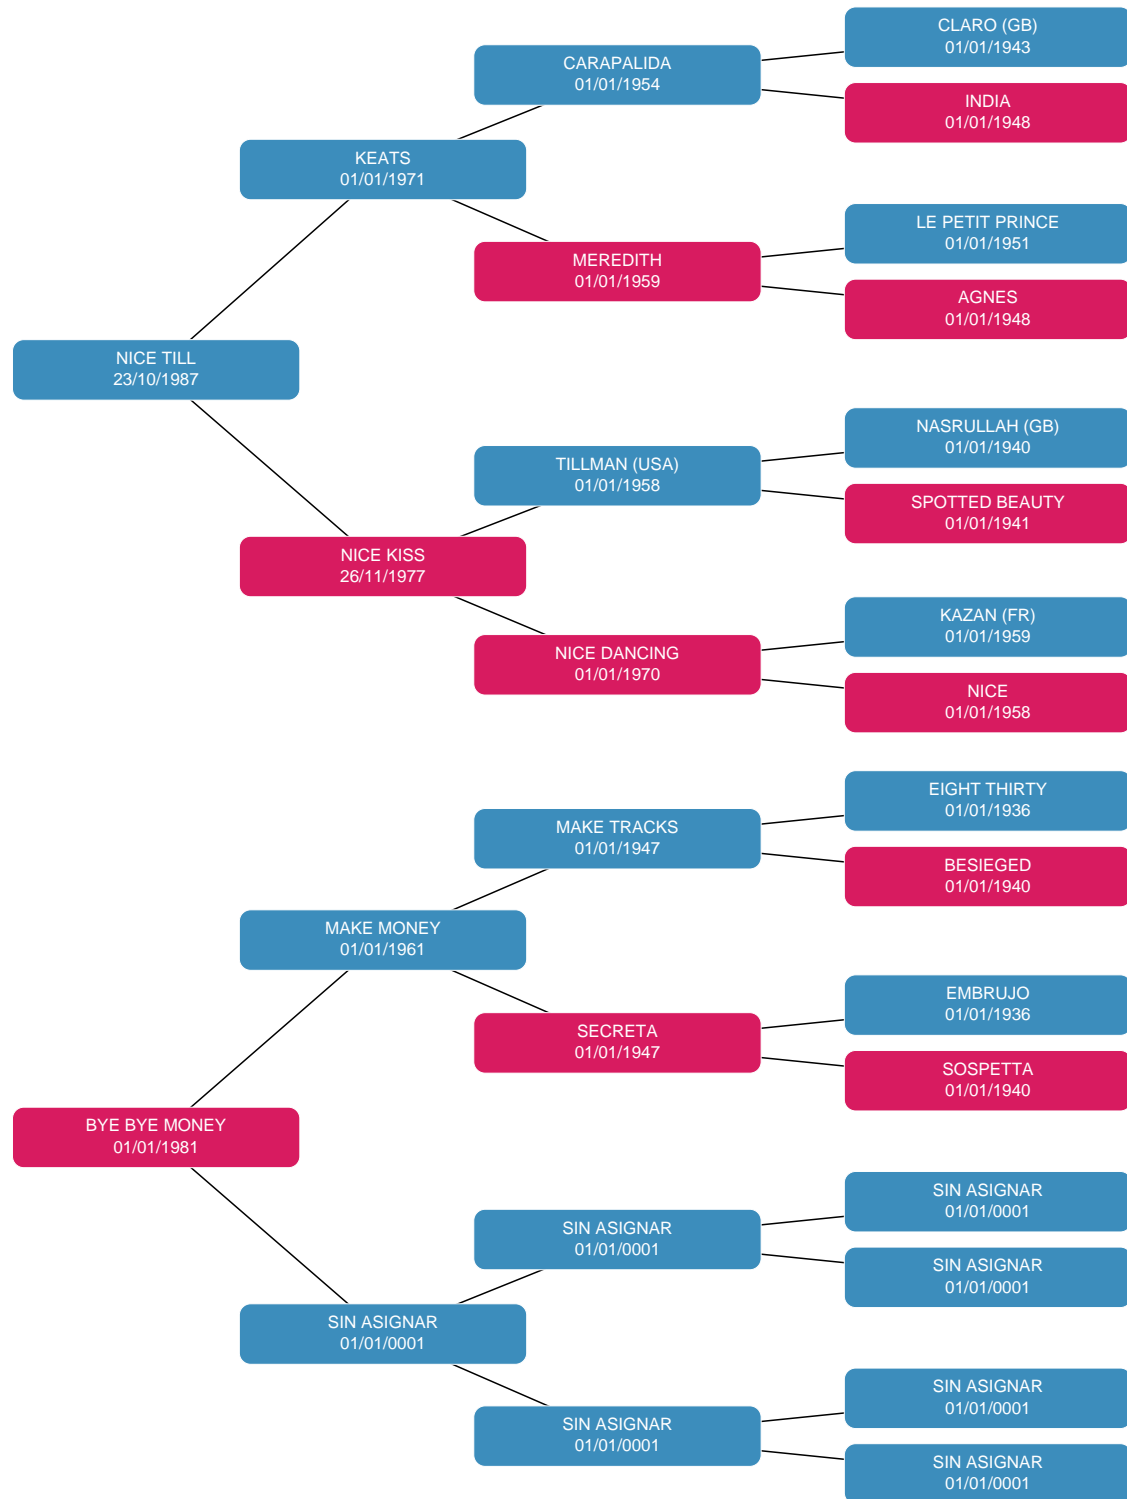 CLARO (GB)
01/01/1943
CARAPALIDA
01/01/1954
INDIA
01/01/1948
KEATS
01/01/1971
LE PETIT PRINCE
01/01/1951
MEREDITH
01/01/1959
AGNES
01/01/1948
NICE TILL
23/10/1987
NASRULLAH (GB)
01/01/1940
TILLMAN (USA)
01/01/1958
SPOTTED BEAUTY
01/01/1941
NICE KISS
26/11/1977
KAZAN (FR)
01/01/1959
NICE DANCING
01/01/1970
NICE
01/01/1958
EIGHT THIRTY
01/01/1936
MAKE TRACKS
01/01/1947
BESIEGED
01/01/1940
MAKE MONEY
01/01/1961
EMBRUJO
01/01/1936
SECRETA
01/01/1947
SOSPETTA
01/01/1940
BYE BYE MONEY
01/01/1981
SIN ASIGNAR
01/01/0001
SIN ASIGNAR
01/01/0001
SIN ASIGNAR
01/01/0001
SIN ASIGNAR
01/01/0001
SIN ASIGNAR
01/01/0001
SIN ASIGNAR
01/01/0001
SIN ASIGNAR
01/01/0001